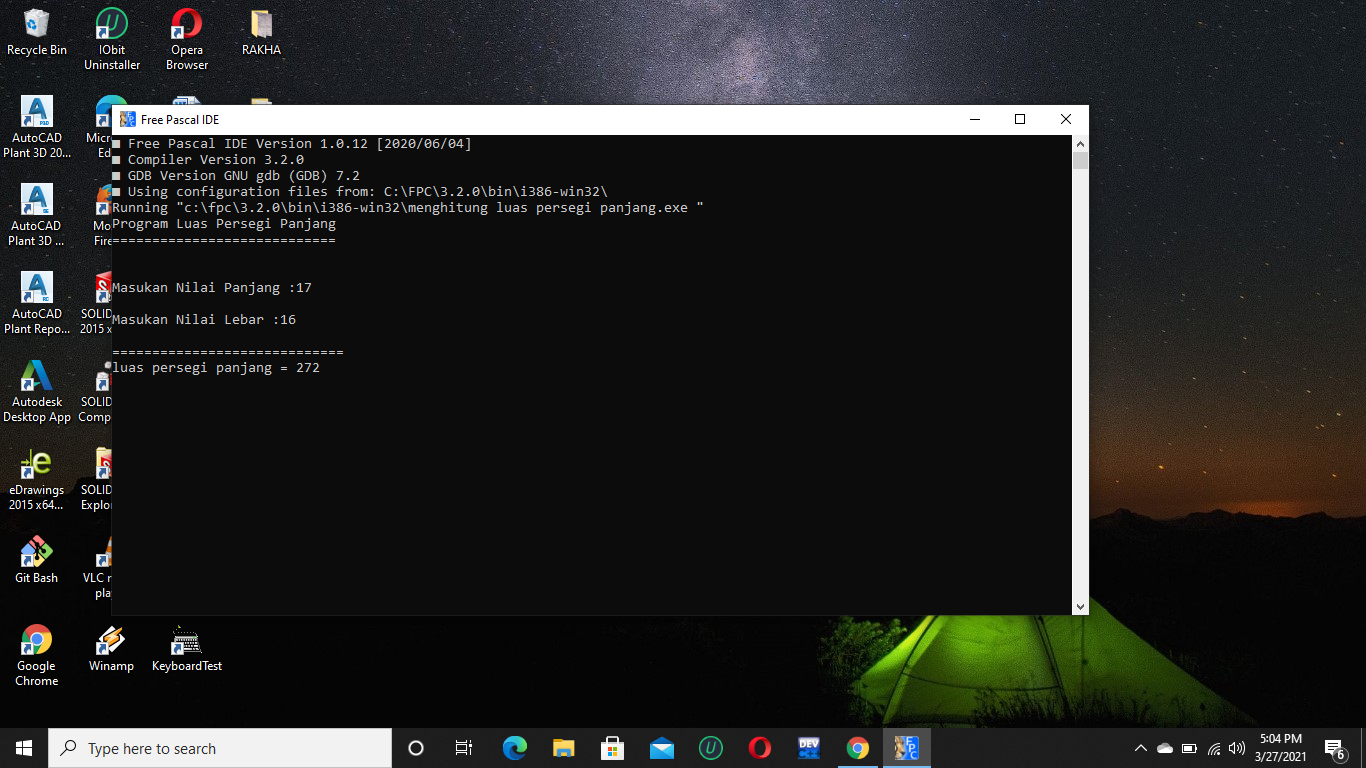 Recycle Bin
IObit
Uninstaller
Opera
Browser
RAKHA
AutoCAD
Plant 3D 20...
AutoCAD
Plant 3D ...
AutoCAD
Plant Repo...
Autodesk
Desktop App
eDrawings
2015 x64...
Git Bash
Google
Chrome
Winamp
KeyboardTest
Micr
Ed
Mo
Fire
SOLID
2015 x
SOLID
Comp
SOLID
Explor
VLC
pla
Free Pascal IDE
■ Free Pascal IDE Version 1.0.12 [2020/06/04]
■ Compiler Version 3.2.0
■ GDB Version GNU gdb (GDB) 7.2
■ Using configuration files from: C:\FPC\3.2.0\bin\i386-win32\
Running "c:\fpc\3.2.0\bin\i386-win32\menghitung luas persegi panjang.exe "
Program Luas Persegi Panjang
============================
Masukan Nilai Panjang :17
Masukan Nilai Lebar :16
=============================
luas persegi panjang = 272
Type here to search
DEV
5:04 PM
3/27/2021
6